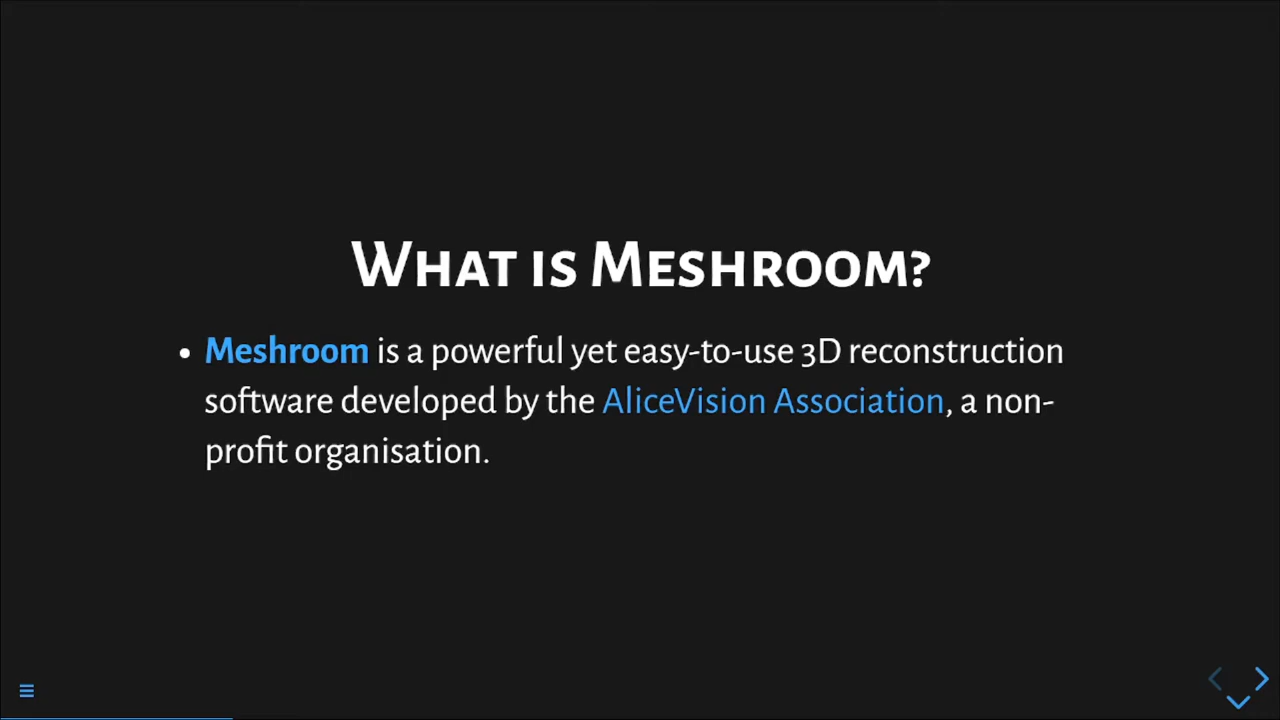 What is Meshroom?
• Meshroom is a powerful yet easy-to-use 3D reconstruction
software developed by the AliceVision Association, a non-
profit organisation.